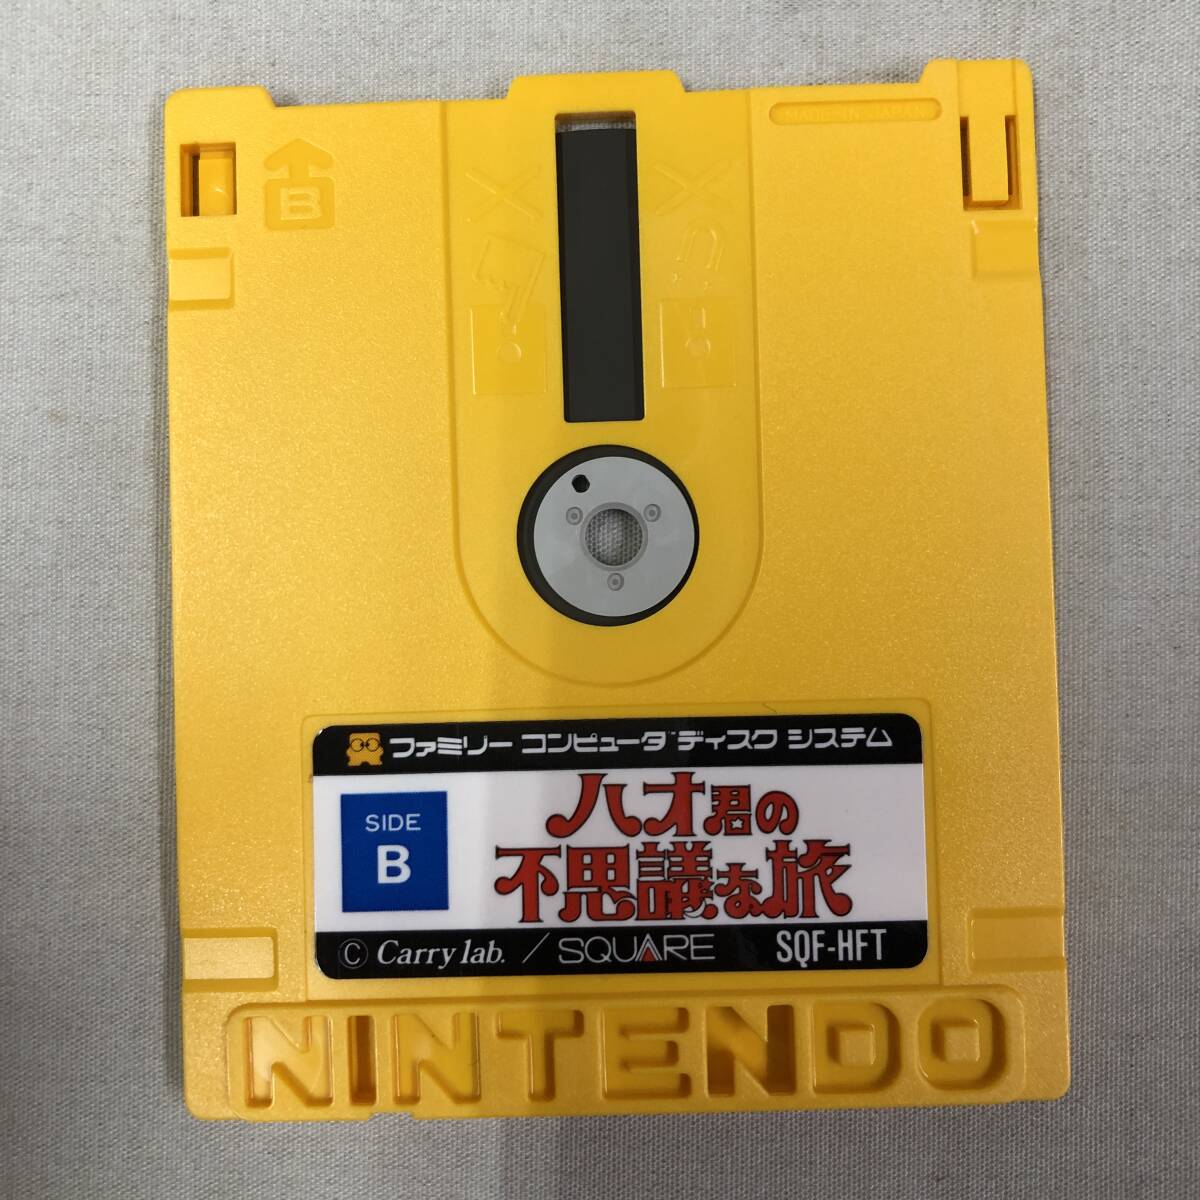 MADE IN JAPAN
B
ファミリー コンピュータ™ ディスク システム
SIDE
B
ハオ君の
不思議な旅
© Carry lab. / SQUARE SQF-HFT
NINTENDO